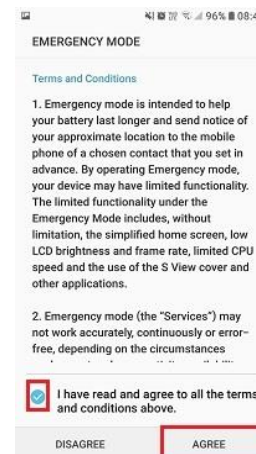 96% 08:4
EMERGENCY MODE
Terms and Conditions
1. Emergency mode is intended to help
your battery last longer and send notice of
your approximate location to the mobile
phone of a chosen contact that you set in
advance. By operating Emergency mode,
your device may have limited functionality.
The limited functionality under the
Emergency Mode includes, without
limitation, the simplified home screen, low
LCD brightness and frame rate, limited CPU
speed and the use of the S View cover and
other applications.
2. Emergency mode (the “Services”) may
not work accurately, continuously or error–
free, depending on the circumstances
I have read and agree to all the terms
and conditions above.
DISAGREE AGREE